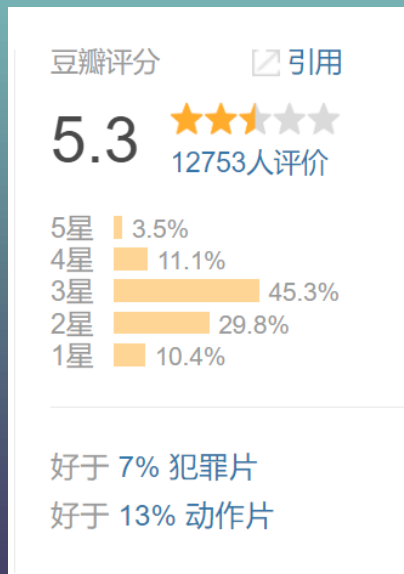 豆瓣评分 引用
5.3
12753人评价
5星 3.5%
4星 11.1%
3星 45.3%
2星 29.8%
1星 10.4%
好于 7% 犯罪片
好于 13% 动作片